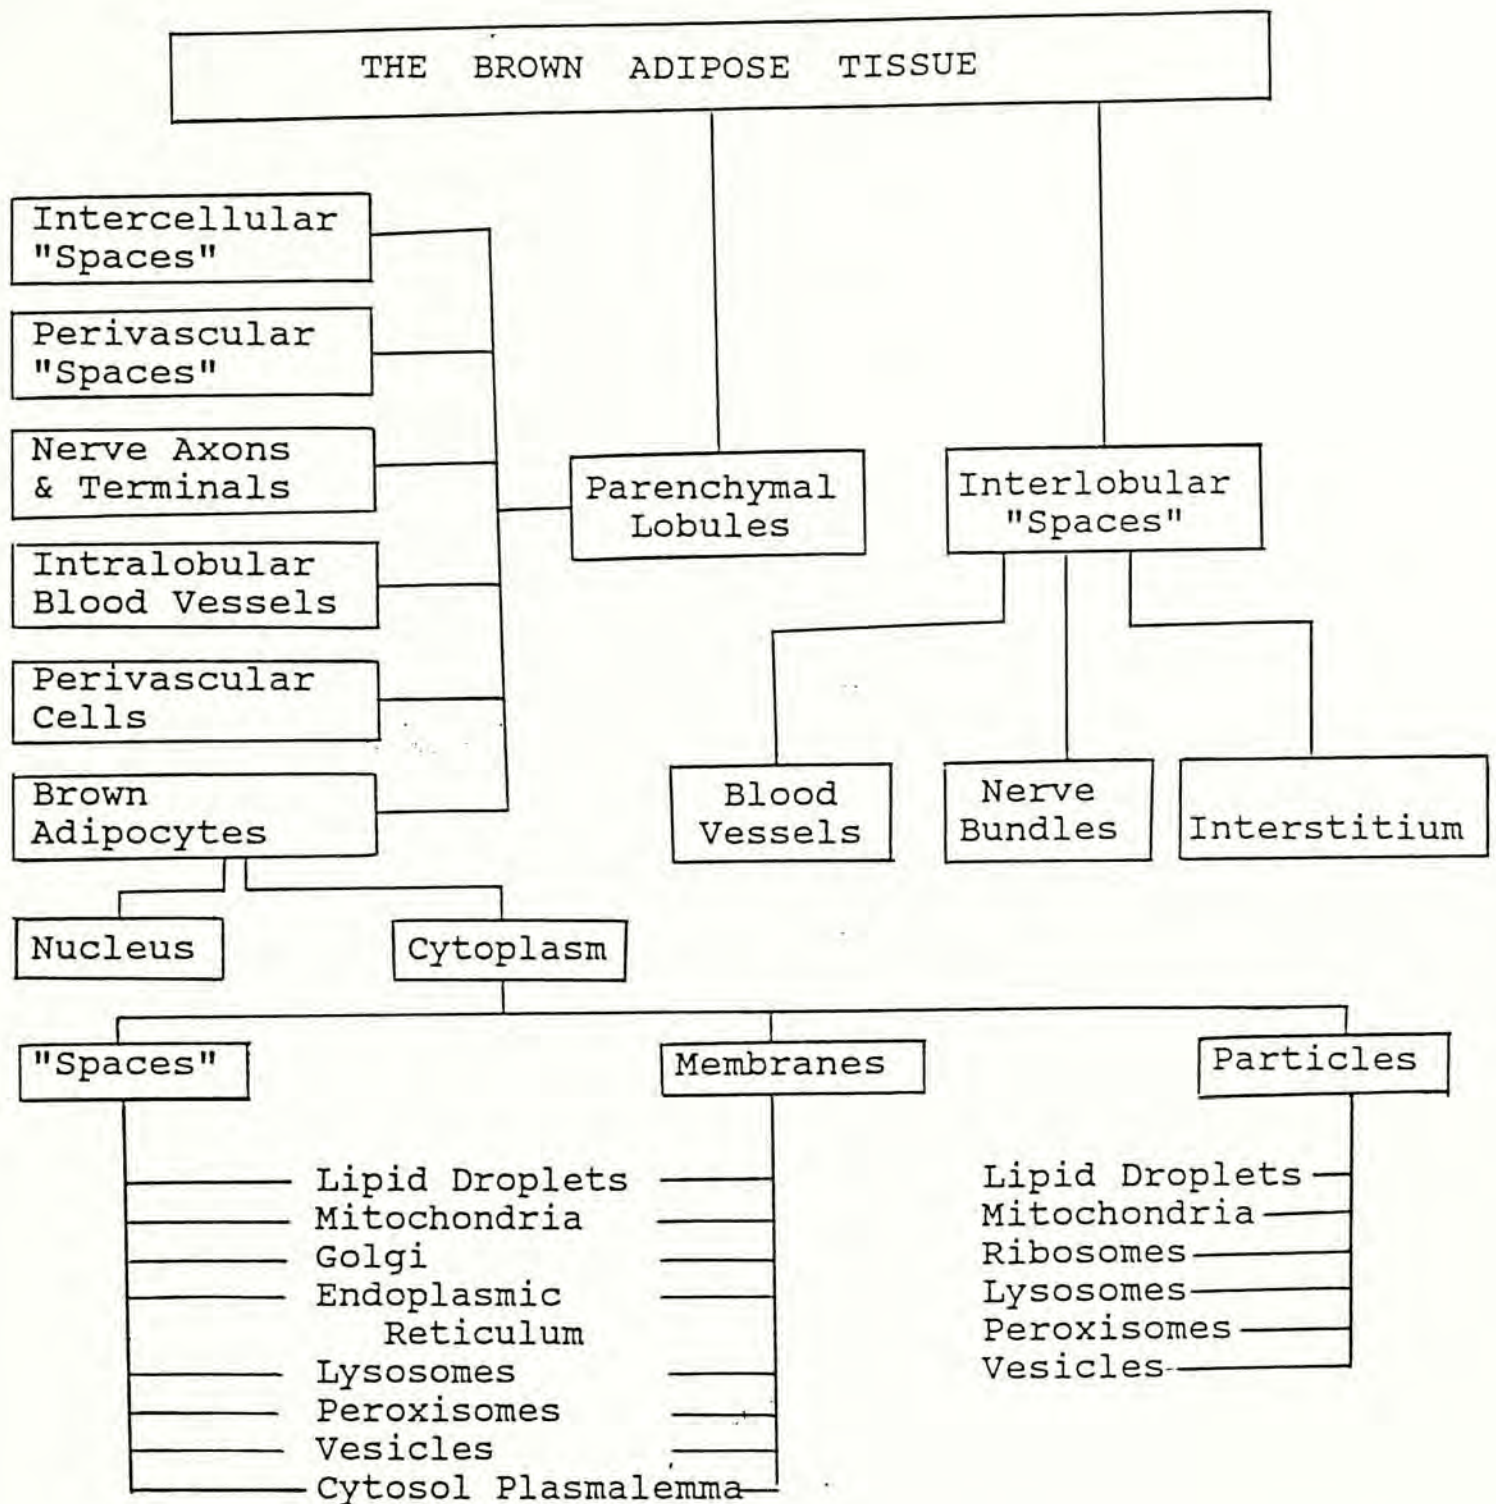 THE BROWN ADIPOSE TISSUE
Intercellular
"Spaces"
Perivascular
"Spaces"
Nerve Axons
& Terminals
Intralobular
Blood Vessels
Perivascular
Cells
Brown
Adipocytes
Parenchymal
Lobules
Interlobular
"Spaces"
Blood
Vessels
Nerve
Bundles
Interstitium
Nucleus
Cytoplasm
"Spaces"
Membranes
Particles
Lipid Droplets
Mitochondria
Golgi
Endoplasmic
Reticulum
Lysosomes
Peroxisomes
Vesicles
Cytosol Plasmalemma
Lipid Droplets
Mitochondria
Ribosomes
Lysosomes
Peroxisomes
Vesicles